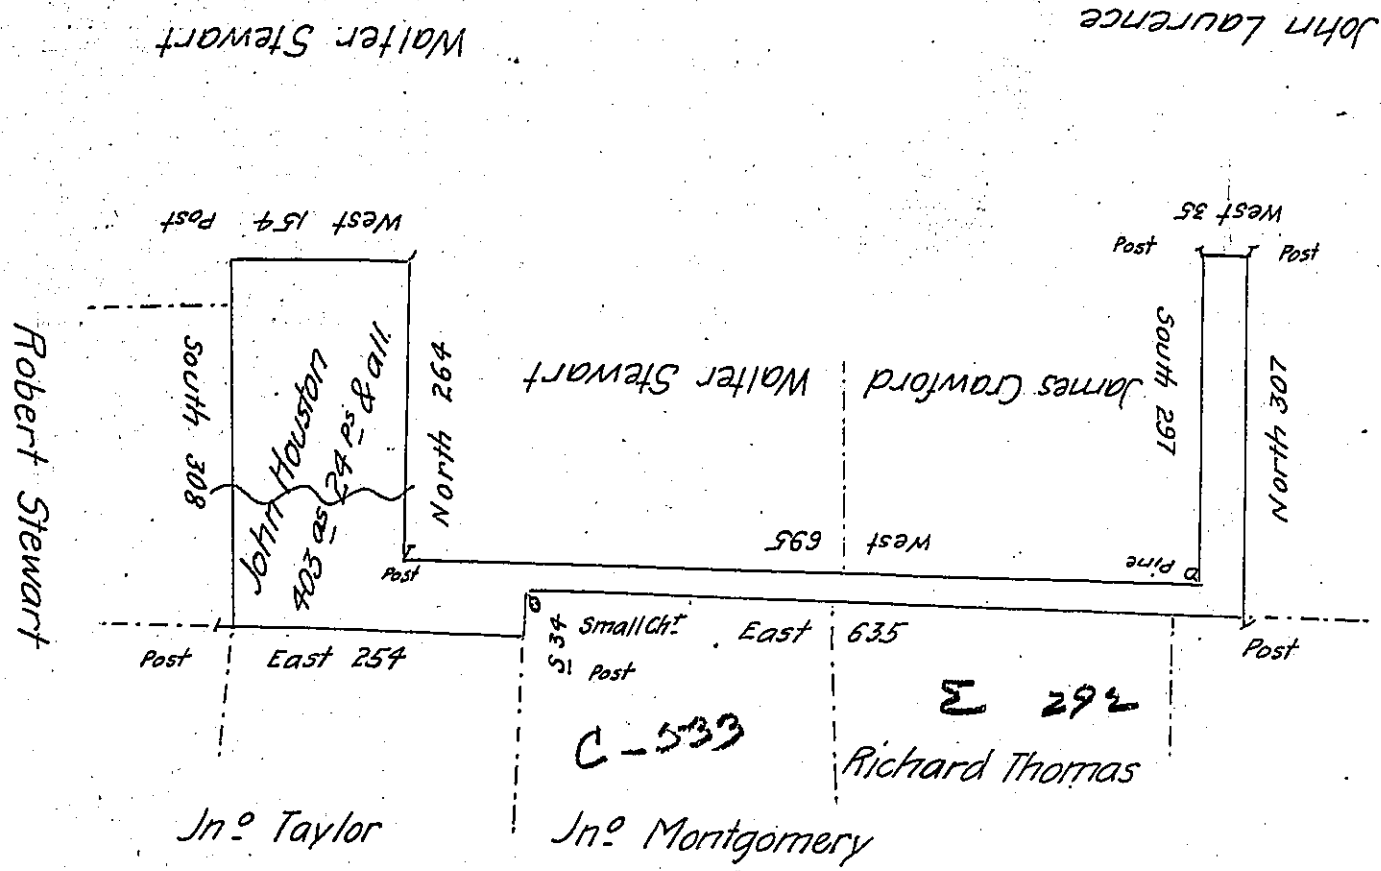 Walter Stewart
John Laurence
West 154 Post
West 35
Post
Post
Robert Stewart
South 308
John Houston
403 as 24 ps & all.
North 264
Walter Stewart
James Crawford
South 297
North 307
West 695
Pine
Post
Post
East 254
S 34
Small Cht
Post
East 635
Post
C-533
E 292
Richard Thomas
Jno Taylor
Jno Montgomery